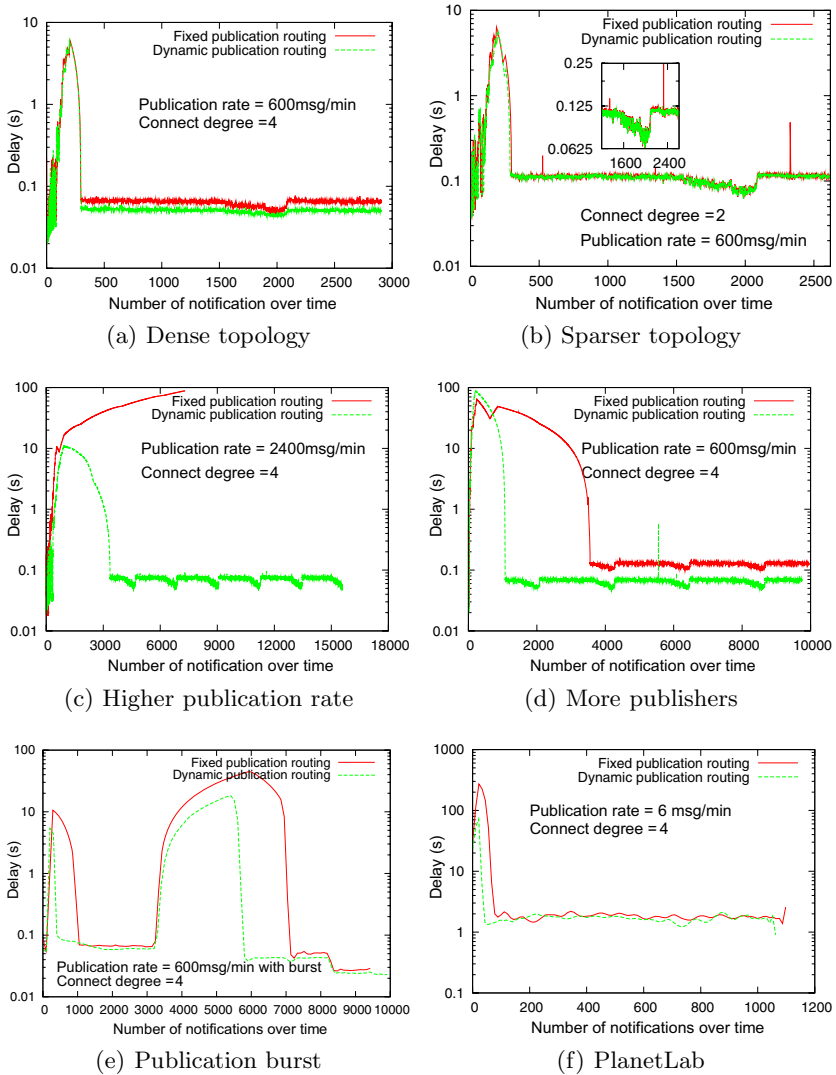 Fixed publication routing
Dynamic publication routing
Publication rate = 600msg/min
Connect degree =4
Delay (s)
10
1
0.1
0.01
0 500 1000 1500 2000 2500 3000
Number of notification over time
(a) Dense topology
Fixed publication routing
Dynamic publication routing
0.25
0.125
0.0625
1600 2400
Connect degree =2
Publication rate = 600msg/min
Delay (s)
10
1
0.1
0.01
0 500 1000 1500 2000 2500
Number of notification over time
(b) Sparser topology
Fixed publication routing
Dynamic publication routing
Publication rate = 2400msg/min
Connect degree =4
Delay (s)
100
10
1
0.1
0.01
0 3000 6000 9000 12000 15000 18000
Number of notification over time
(c) Higher publication rate
Fixed publication routing
Dynamic publication routing
Publication rate = 600msg/min
Connect degree =4
Delay (s)
100
10
1
0.1
0.01
0 2000 4000 6000 8000 10000
Number of notification over time
(d) More publishers
Fixed publication routing
Dynamic publication routing
Publication rate = 600msg/min with burst
Connect degree =4
Delay (s)
100
10
1
0.1
0.01
0 1000 2000 3000 4000 5000 6000 7000 8000 9000 10000
Number of notifications over time
(e) Publication burst
Fixed publication routing
Dynamic publication routing
Publication rate = 6 msg/min
Connect degree =4
Delay (s)
1000
100
10
1
0.1
0 200 400 600 800 1000 1200
Number of notifications over time
(f) PlanetLab